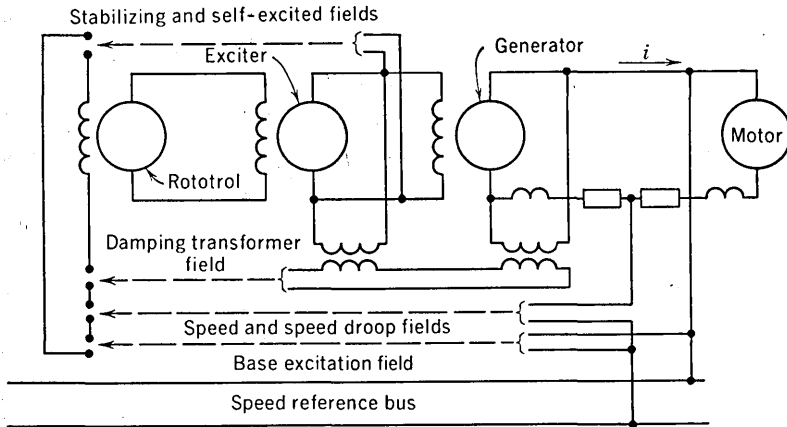 Stabilizing and self-excited fields
Exciter
Generator
i
Motor
Rototrol
Damping transformer
field
Speed and speed droop fields
Base excitation field
Speed reference bus